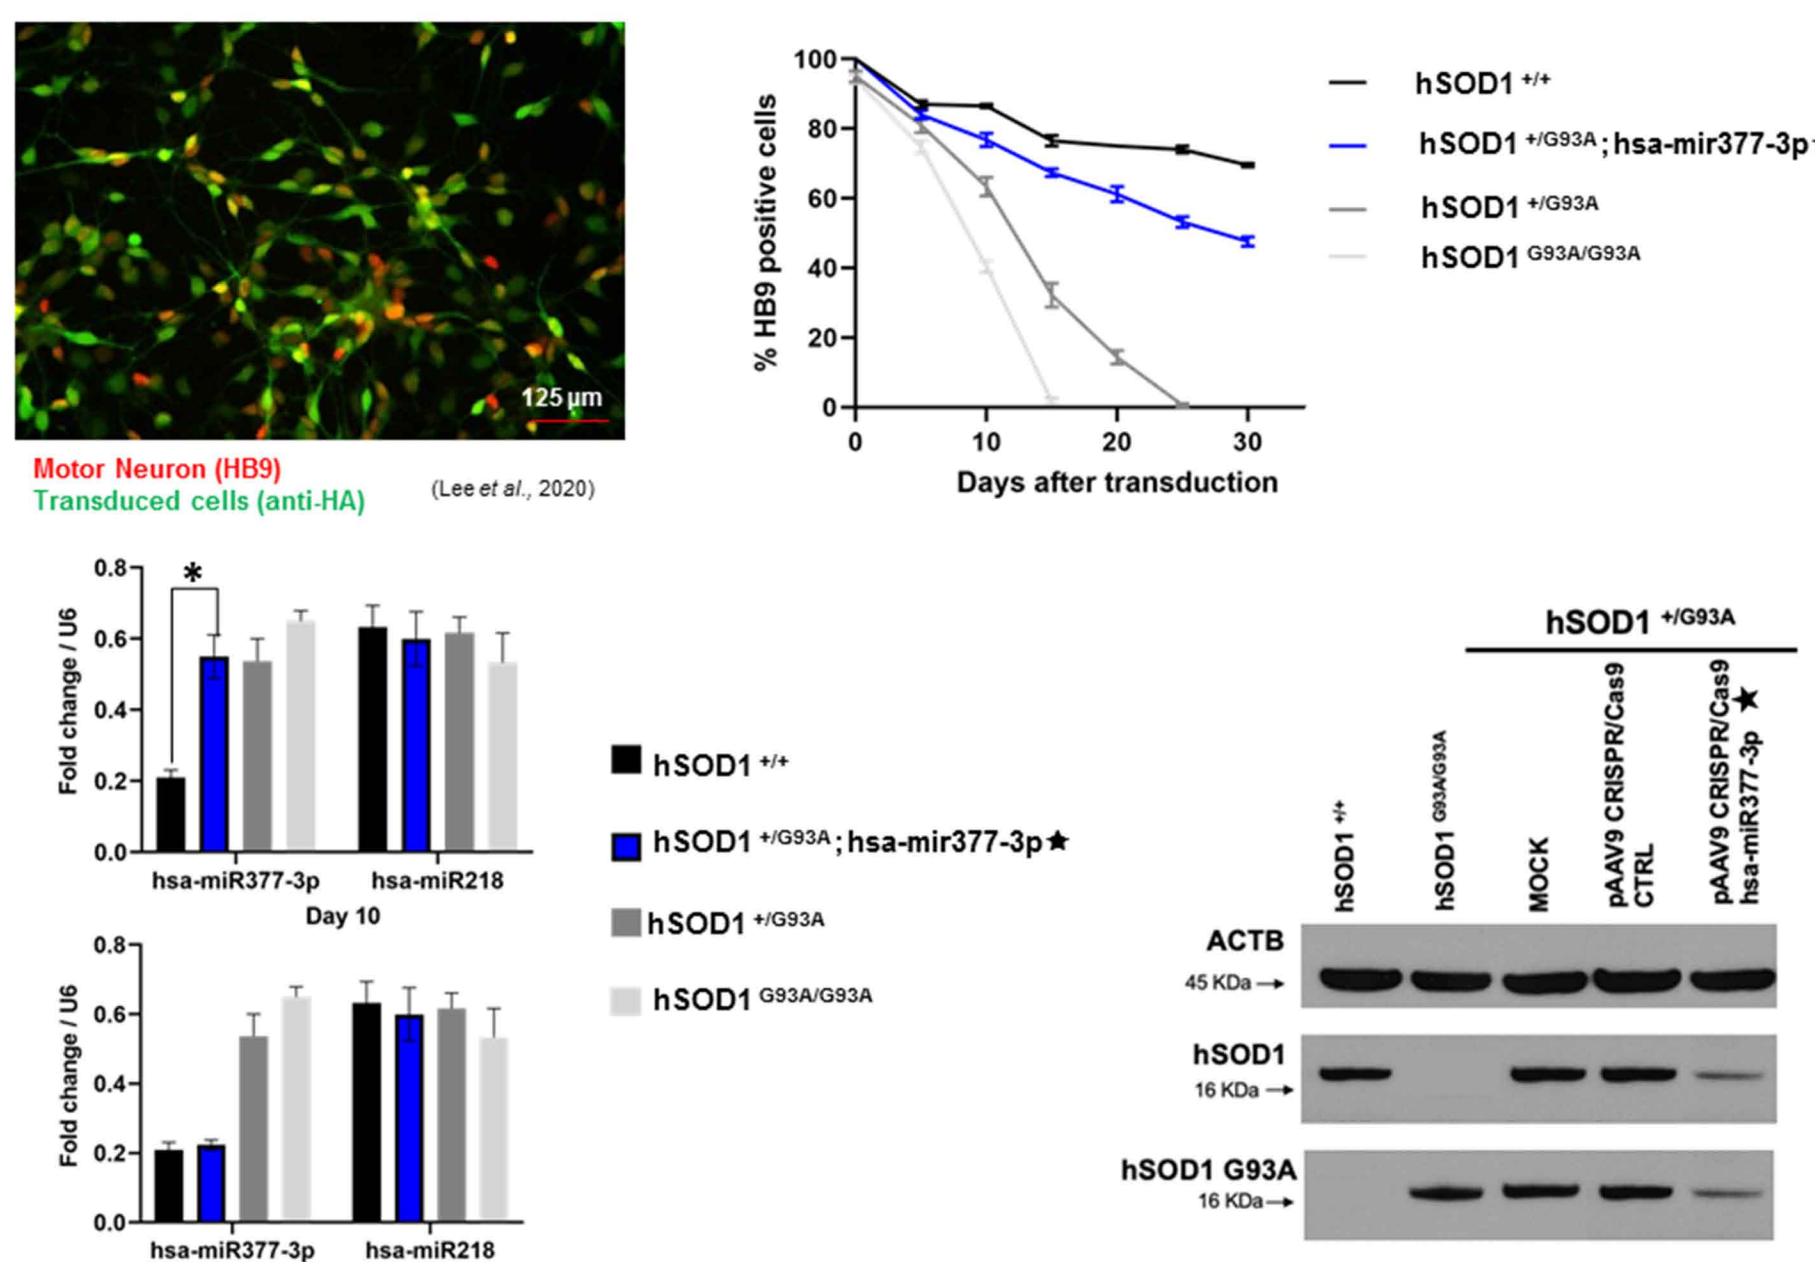 125 µm
Motor Neuron (HB9)
Transduced cells (anti-HA)
(Lee et al., 2020)
% HB9 positive cells
100
80
60
40
20
0
0 10 20 30
Days after transduction
hSOD1 +/+
hSOD1 +/G93A ; hsa-mir377-3p
hSOD1 +/G93A
hSOD1 G93A/G93A
Fold change / U6
0.8
0.6
0.4
0.2
0.0
*
hsa-miR377-3p hsa-miR218
Day 10
Fold change / U6
0.8
0.6
0.4
0.2
0.0
hsa-miR377-3p hsa-miR218
hSOD1 +/+
hSOD1 +/G93A ; hsa-mir377-3p ★
hSOD1 +/G93A
hSOD1 G93A/G93A
hSOD1 +/G93A
hSOD1 +/+
hSOD1 G93A/G93A
MOCK
pAAV9 CRISPR/Cas9
CTRL
pAAV9 CRISPR/Cas9
hsa-miR377-3p ★
ACTB
45 KDa →
hSOD1
16 KDa →
hSOD1 G93A
16 KDa →